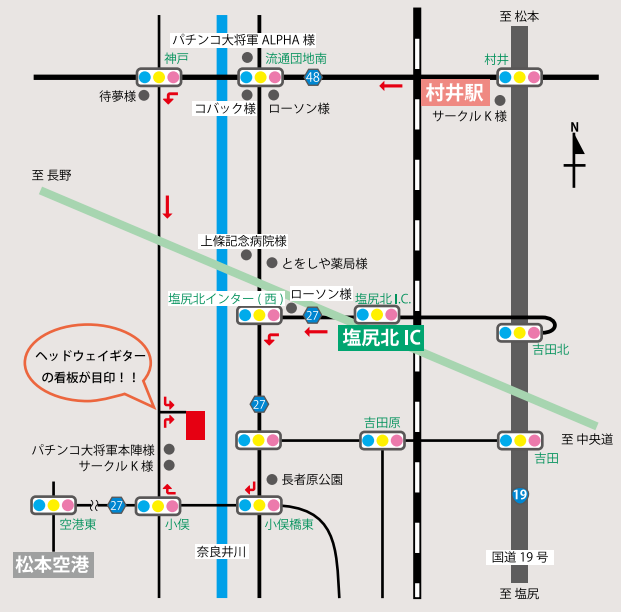 至 松本
パチンコ大将軍 ALPHA 様
神戸
流通団地南
村井
48
村井駅
待夢様
コバック様
ローソン様
サークル K 様
N
至 長野
上條記念病院様
とをしや薬局様
塩尻北インター ( 西 )
ローソン様
塩尻北 I.C.
27
塩尻北 IC
吉田北
ヘッドウェイギター
の看板が目印！！
27
吉田原
至 中央道
パチンコ大将軍本陣様
サークル K 様
吉田
長者原公園
19
27
空港東
小俣
小俣橋東
奈良井川
松本空港
国道 19 号
至 塩尻